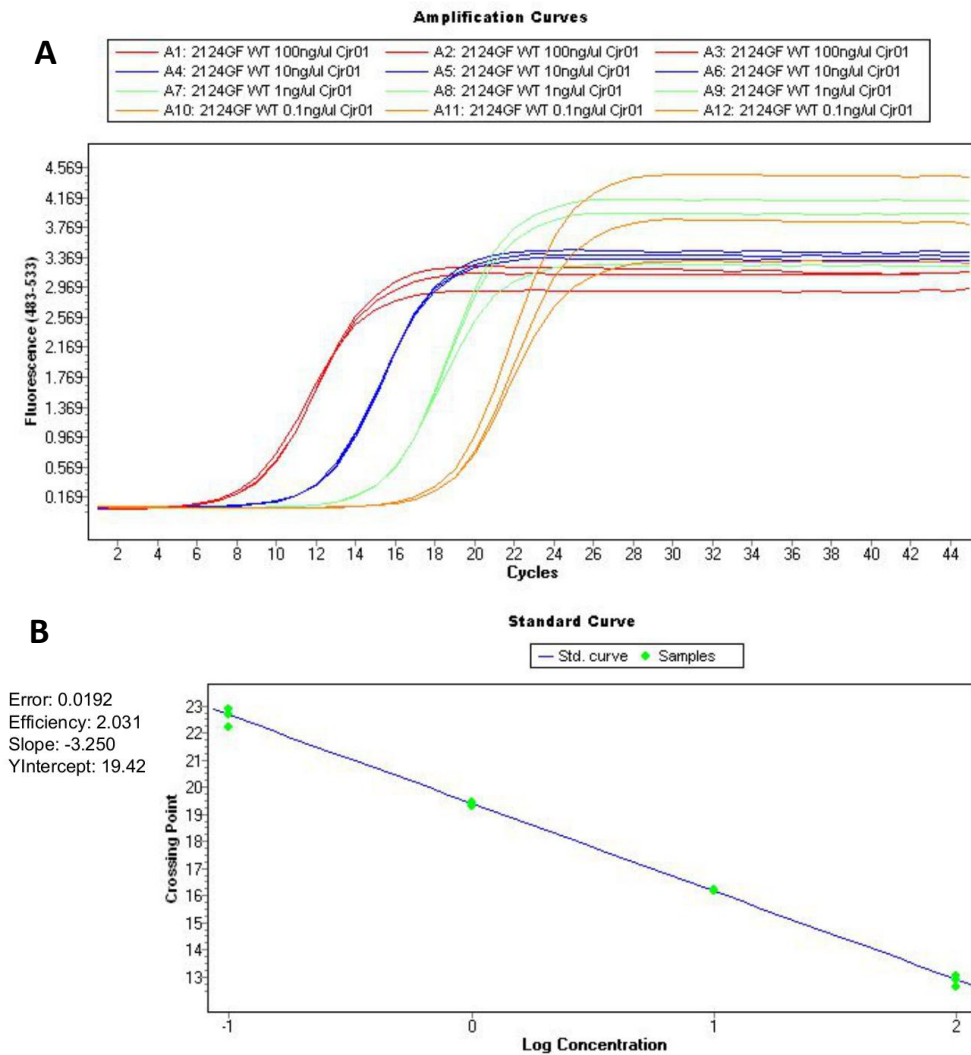 Amplification Curves
A
A1: 2124GF WT 100ng/ul Cjr01 A2: 2124GF WT 100ng/ul Cjr01 A3: 2124GF WT 100ng/ul Cjr01
A4: 2124GF WT 10ng/ul Cjr01 A5: 2124GF WT 10ng/ul Cjr01 A6: 2124GF WT 10ng/ul Cjr01
A7: 2124GF WT 1ng/ul Cjr01 A8: 2124GF WT 1ng/ul Cjr01 A9: 2124GF WT 1ng/ul Cjr01
A10: 2124GF WT 0.1ng/ul Cjr01 A11: 2124GF WT 0.1ng/ul Cjr01 A12: 2124GF WT 0.1ng/ul Cjr01
Fluorescence (483-533)
4.569
4.169
3.769
3.369
2.969
2.569
2.169
1.769
1.369
0.969
0.569
0.169
2 4 6 8 10 12 14 16 18 20 22 24 26 28 30 32 34 36 38 40 42 44
Cycles
B
Standard Curve
Std. curve Samples
Error: 0.0192
Efficiency: 2.031
Slope: -3.250
YIntercept: 19.42
Crossing Point
23
22
21
20
19
18
17
16
15
14
13
-1 0 1 2
Log Concentration